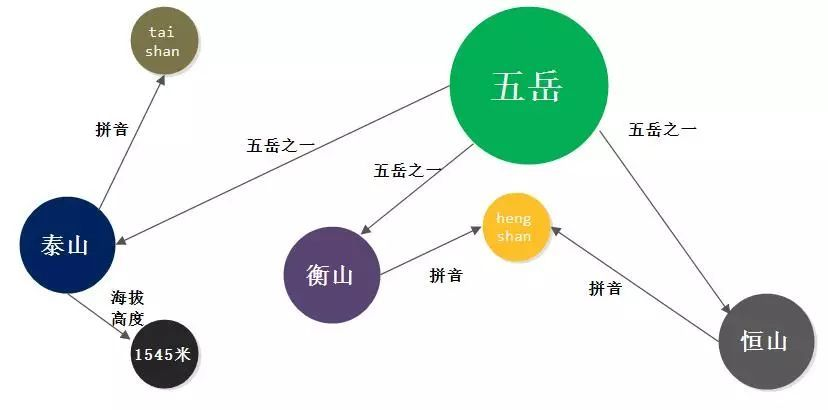 tai
shan
五岳
拼音
五岳之一
五岳之一
五岳之一
heng
shan
泰山
衡山
拼音
拼音
海拔
高度
恒山
1545米